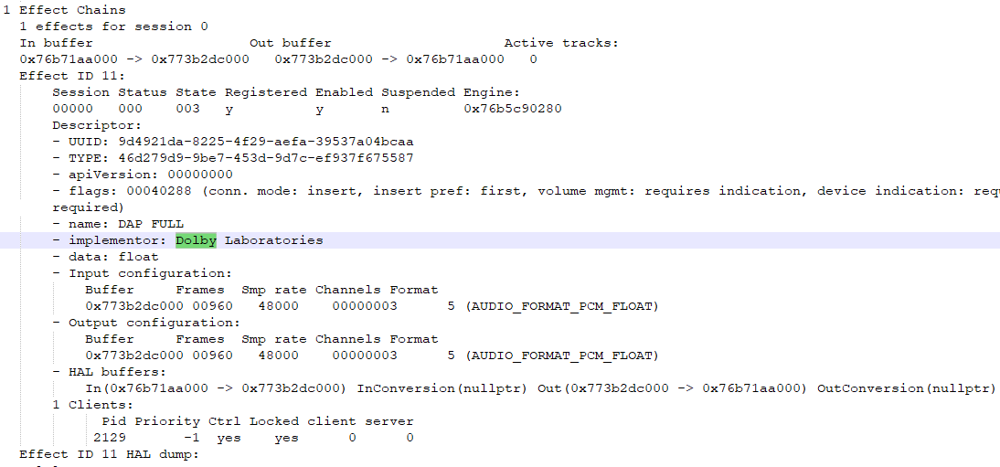 1 Effect Chains
1 effects for session 0
In buffer Out buffer Active tracks:
0x76b71aa000 -> 0x773b2dc000 0x773b2dc000 -> 0x76b71aa000 0
Effect ID 11:
Session Status State Registered Enabled Suspended Engine:
00000 000 003 y y n 0x76b5c90280
Descriptor:
- UUID: 9d4921da-8225-4f29-aefa-39537a04bcaa
- TYPE: 46d279d9-9be7-453d-9d7c-ef937f675587
- apiVersion: 00000000
- flags: 00040288 (conn. mode: insert, insert pref: first, volume mgmt: requires indication, device indication: req
required)
- name: DAP FULL
- implementor: Dolby Laboratories
- data: float
- Input configuration:
Buffer Frames Smp rate Channels Format
0x773b2dc000 00960 48000 00000003 5 (AUDIO_FORMAT_PCM_FLOAT)
- Output configuration:
Buffer Frames Smp rate Channels Format
0x773b2dc000 00960 48000 00000003 5 (AUDIO_FORMAT_PCM_FLOAT)
- HAL buffers:
In(0x76b71aa000 -> 0x773b2dc000) InConversion(nullptr) Out(0x773b2dc000 -> 0x76b71aa000) OutConversion(nullptr)
1 Clients:
Pid Priority Ctrl Locked client server
2129 -1 yes yes 0 0
Effect ID 11 HAL dump: